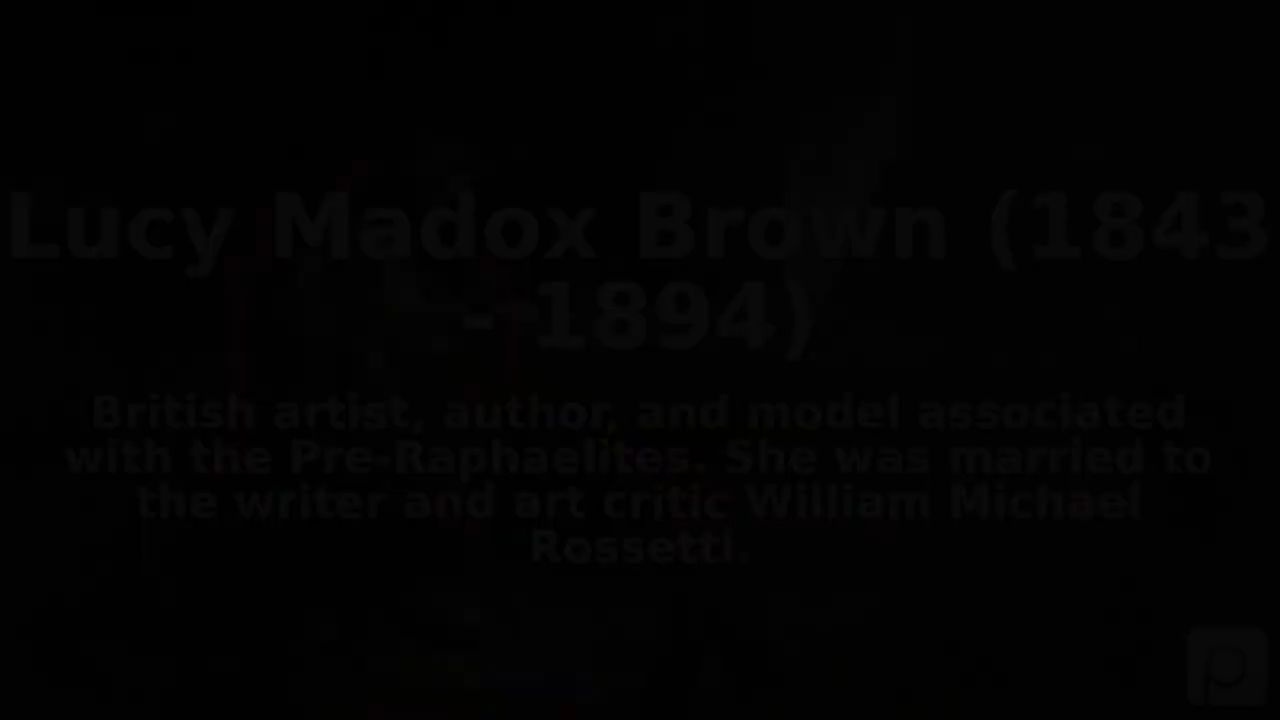 Lucy Madox Brown (1843
- 1894)
British artist, author, and model associated
with the Pre-Raphaelites. She was married to
the writer and art critic William Michael
Rossetti.